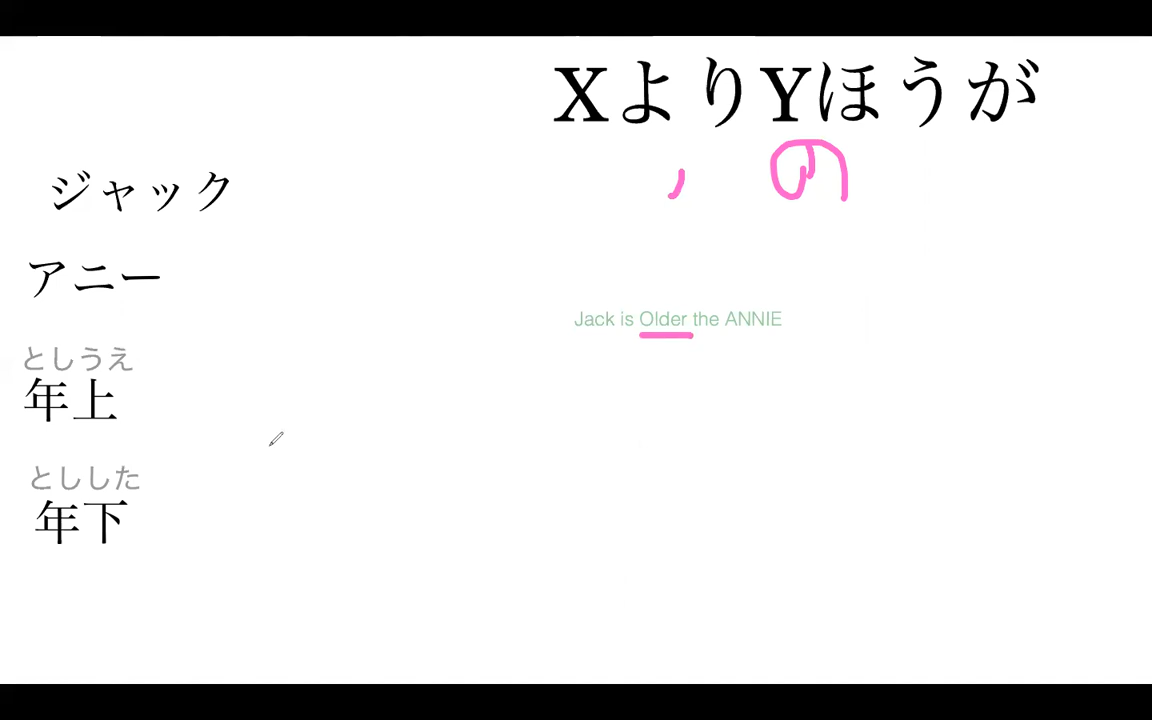 XよりYほうが
、 の
ジャック
アニー
Jack is Older the ANNIE
としうえ
年上
としした
年下